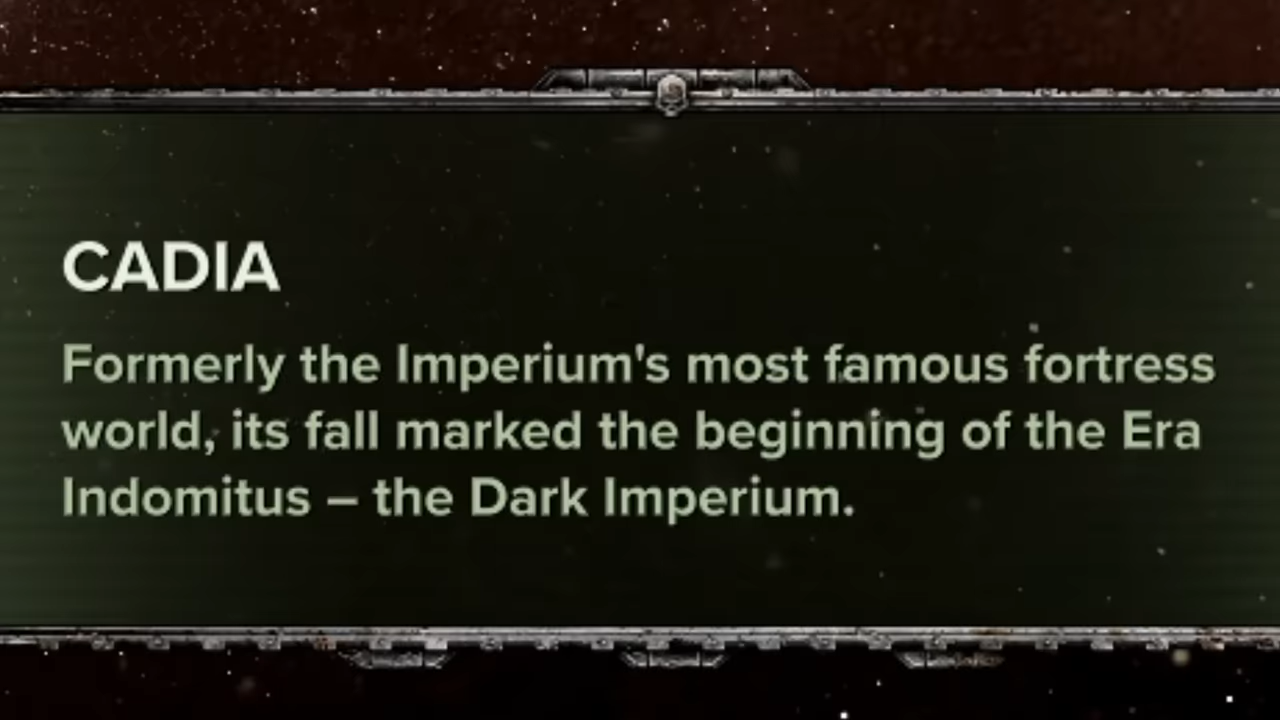 CADIA
Formerly the Imperium's most famous fortress
world, its fall marked the beginning of the Era
Indomitus – the Dark Imperium.